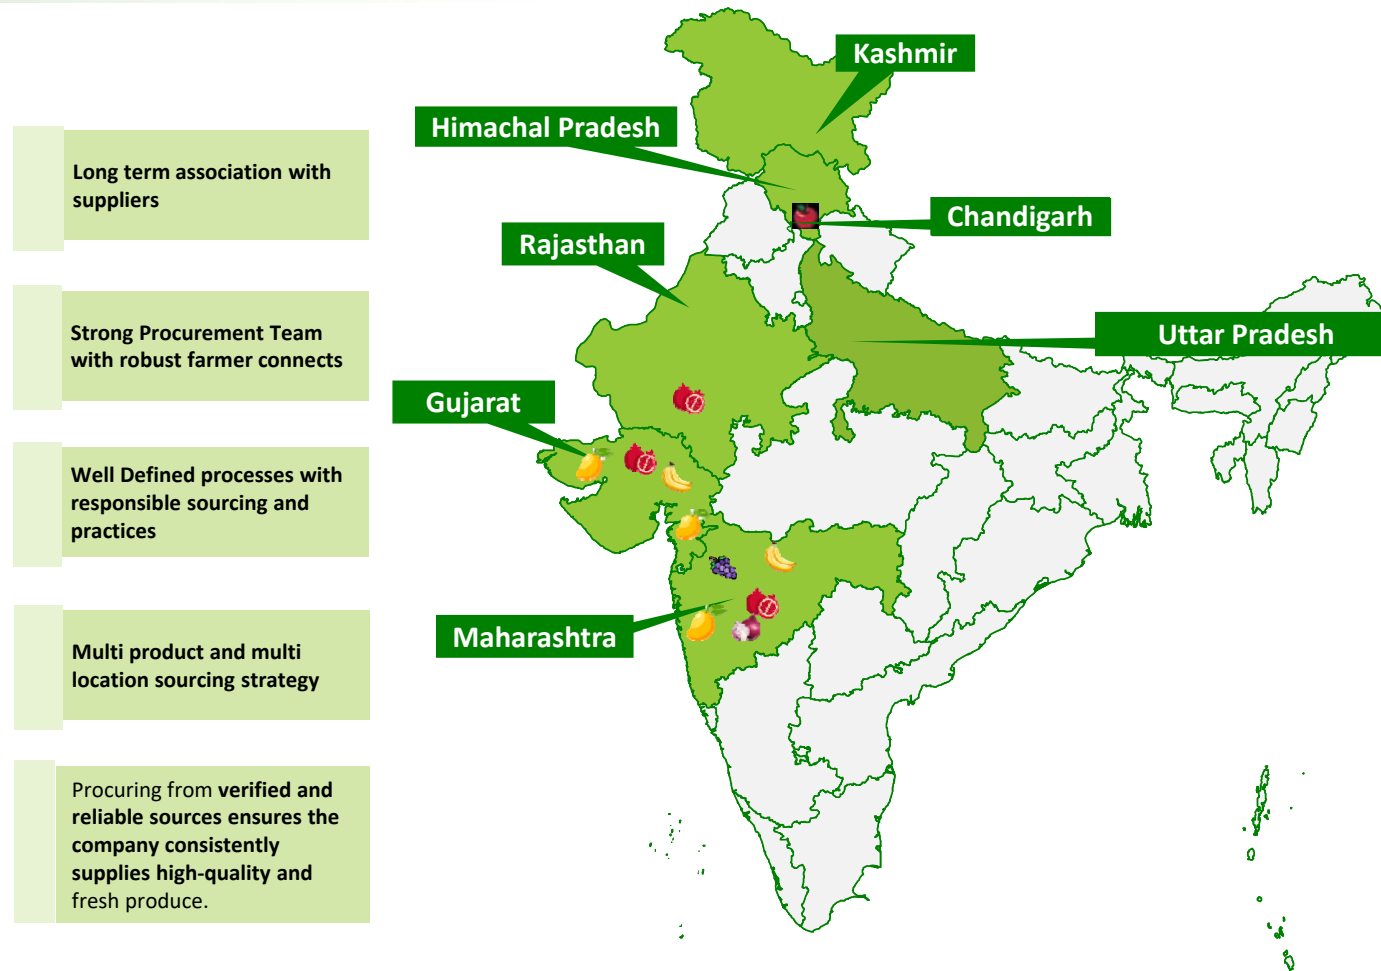 Long term association with
suppliers
Strong Procurement Team
with robust farmer connects
Well Defined processes with
responsible sourcing and
practices
Multi product and multi
location sourcing strategy
Procuring from verified and
reliable sources ensures the
company consistently
supplies high-quality and
fresh produce.
Kashmir
Himachal Pradesh
Chandigarh
Rajasthan
Uttar Pradesh
Gujarat
Maharashtra